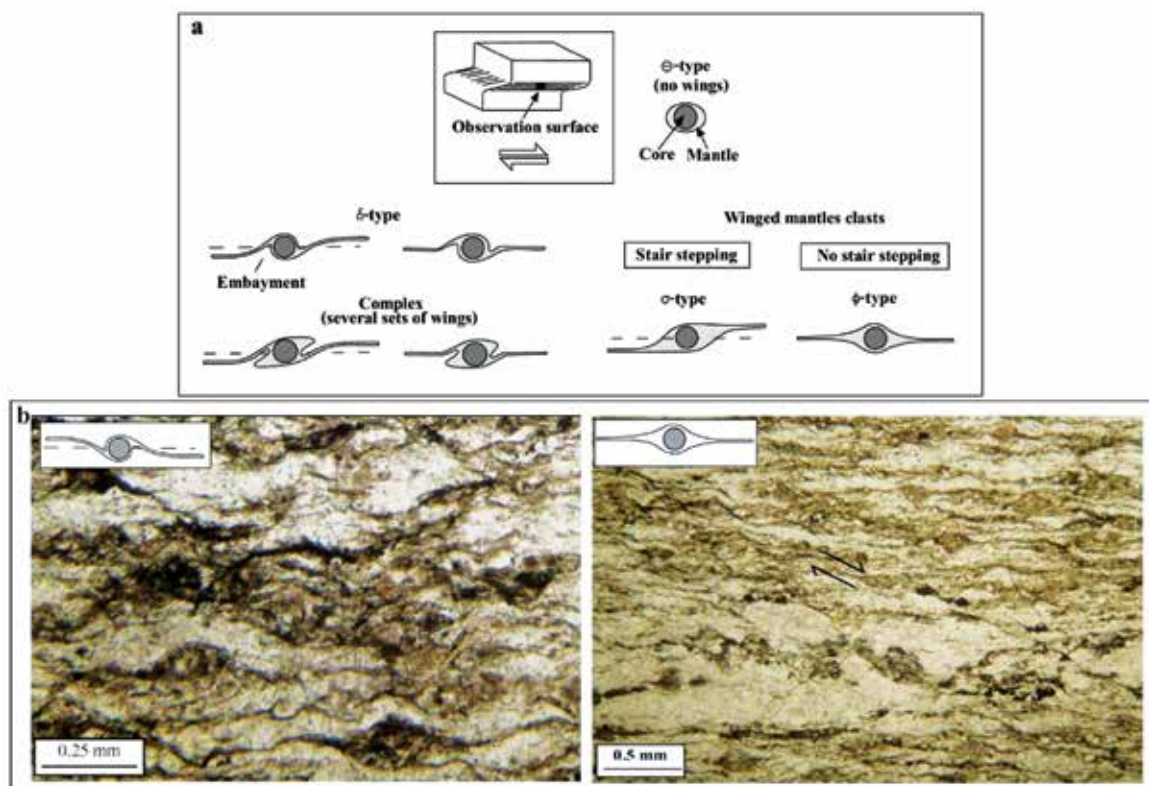 a
Observation surface
Θ-type
(no wings)
Core Mantle
δ-type
Embayment
Complex
(several sets of wings)
Winged mantles clasts
Stair stepping
No stair stepping
σ-type
ϕ-type
b
0.25 mm
0.5 mm